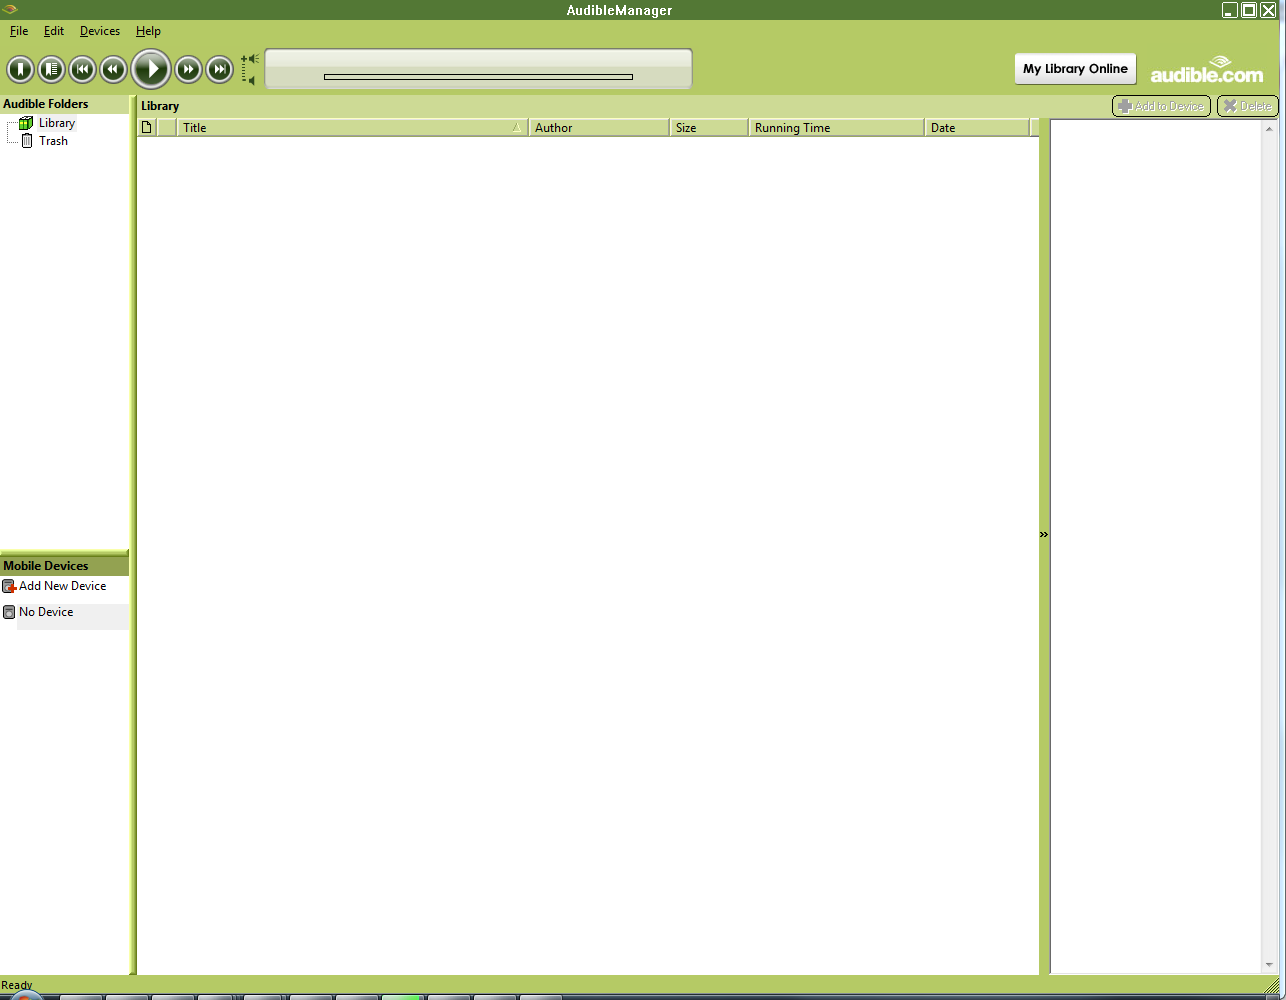 AudibleManager
File Edit Devices Help
My Library Online
audible.com
Audible Folders
Library
Trash
Library
Add to Device
Delete
Title
Author
Size
Running Time
Date
»
Mobile Devices
Add New Device
No Device
Ready